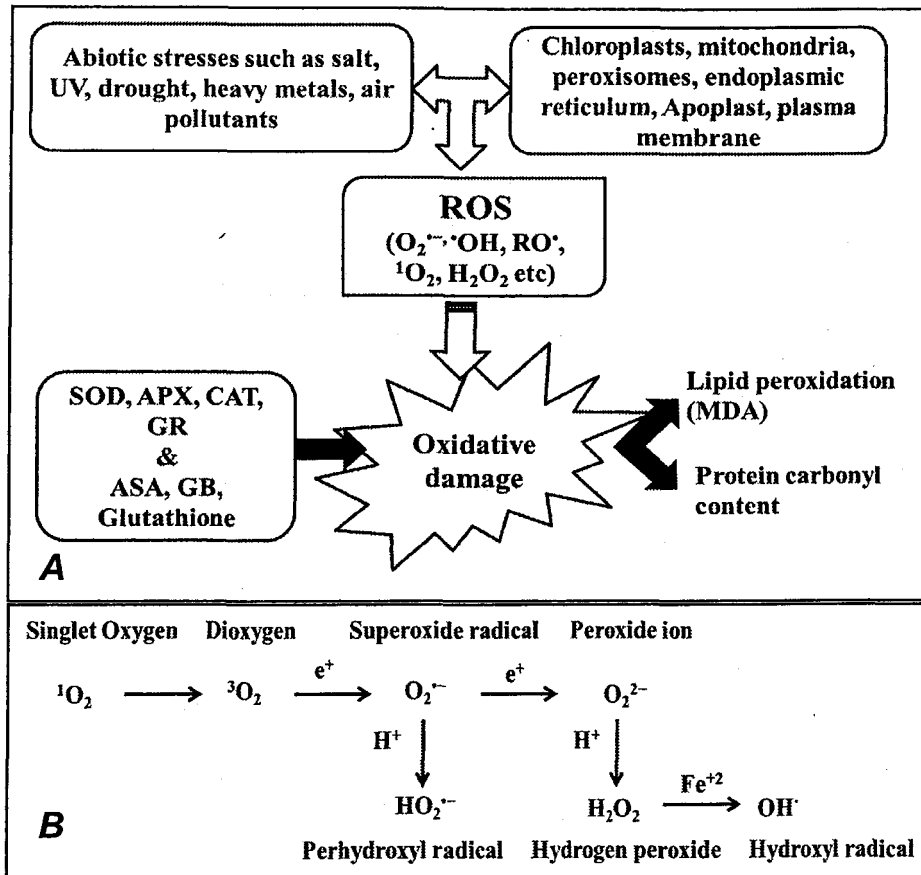 Abiotic stresses such as salt,
UV, drought, heavy metals, air
pollutants
Chloroplasts, mitochondria,
peroxisomes, endoplasmic
reticulum, Apoplast, plasma
membrane
ROS
(O₂•⁻, •OH, RO•,
¹O₂, H₂O₂ etc)
SOD, APX, CAT,
GR
&
ASA, GB,
Glutathione
Oxidative
damage
Lipid peroxidation
(MDA)
Protein carbonyl
content
A
Singlet Oxygen Dioxygen Superoxide radical Peroxide ion
¹O₂ ³O₂ e⁺ O₂•⁻ e⁺ O₂²⁻
H⁺ H⁺
HO₂•⁻ H₂O₂ Fe⁺² OH•
Perhydroxyl radical Hydrogen peroxide Hydroxyl radical
B